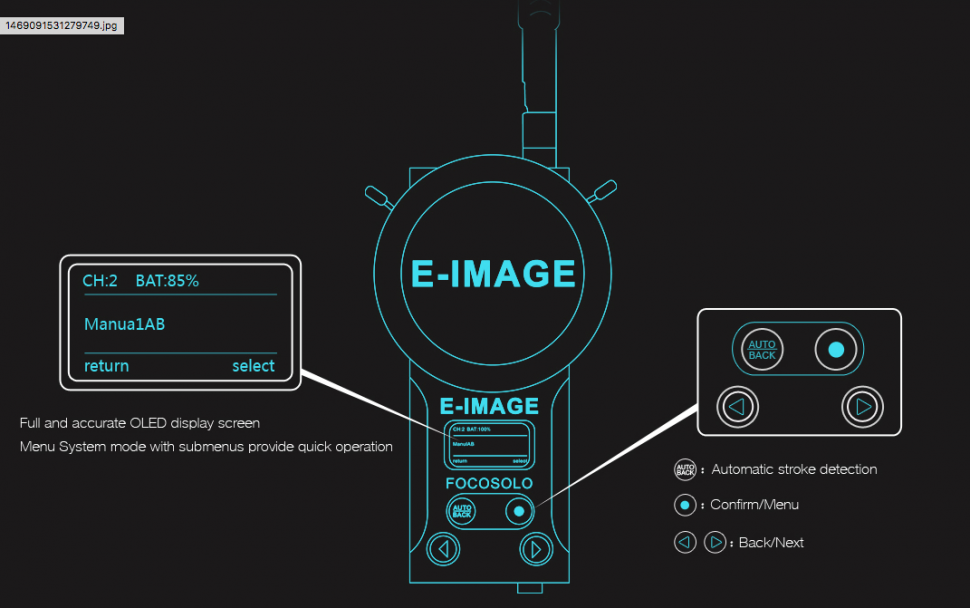 1469091531279749.jpg
E-IMAGE
CH:2 BAT:85%
Manua1AB
return select
Full and accurate OLED display screen
Menu System mode with submenus provide quick operation
E-IMAGE
CH:2 BAT:100%
ManulAB
return select
FOCOSOLO
AUTO
BACK
AUTO
BACK
AUTO
BACK
: Automatic stroke detection
: Confirm/Menu
: Back/Next